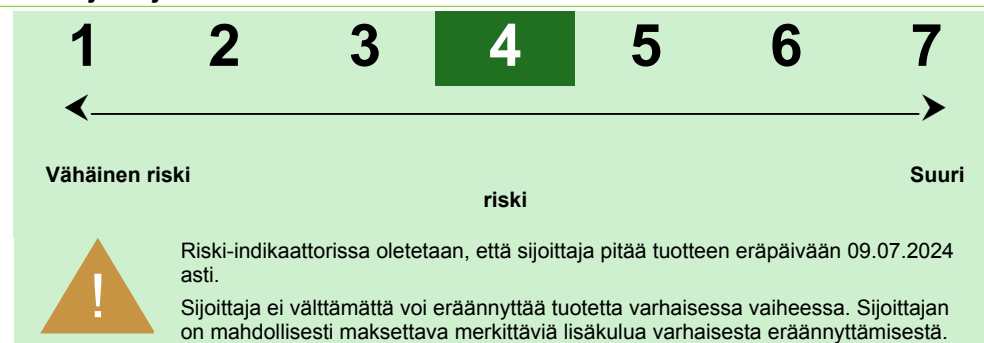 1 2 3 4 5 6 7
Vähäinen riski Suuri
riski
! Riski-indikaattorissa oletetaan, että sijoittaja pitää tuotteen eräpäivään 09.07.2024
asti.
Sijoittaja ei välttämättä voi eräännyttää tuotetta varhaisessa vaiheessa. Sijoittajan
on mahdollisesti maksettava merkittäviä lisäkulua varhaisesta eräännyttämisestä.